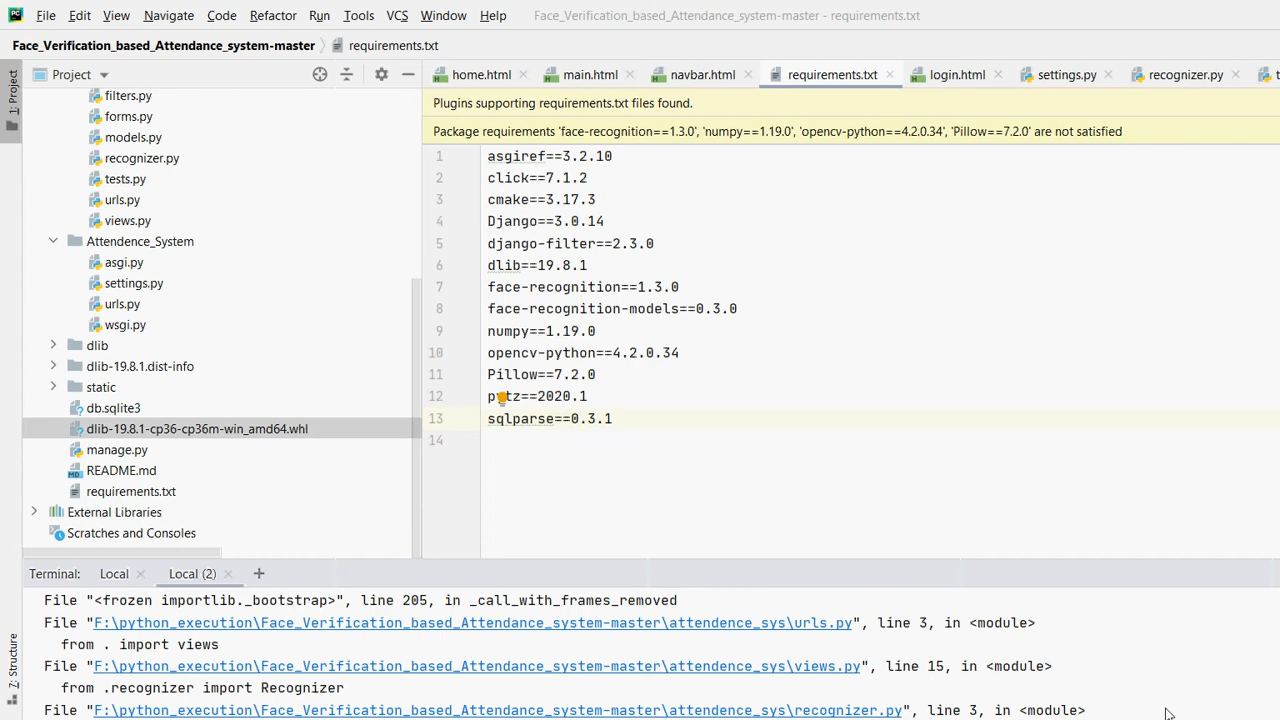 File Edit View Navigate Code Refactor Run Tools VCS Window Help Face_Verification_based_Attendance_system-master - requirements.txt
Face_Verification_based_Attendance_system-master requirements.txt
1: Project
Project
home.html main.html navbar.html requirements.txt login.html settings.py recognizer.py
Plugins supporting requirements.txt files found.
Package requirements 'face-recognition==1.3.0', 'numpy==1.19.0', 'opencv-python==4.2.0.34', 'Pillow==7.2.0' are not satisfied
filters.py
forms.py
models.py
recognizer.py
tests.py
urls.py
views.py
Attendence_System
asgi.py
settings.py
urls.py
wsgi.py
dlib
dlib-19.8.1.dist-info
static
db.sqlite3
dlib-19.8.1-cp36-cp36m-win_amd64.whl
manage.py
README.md
requirements.txt
External Libraries
Scratches and Consoles
1 asgiref==3.2.10
2 click==7.1.2
3 cmake==3.17.3
4 Django==3.0.14
5 django-filter==2.3.0
6 dlib==19.8.1
7 face-recognition==1.3.0
8 face-recognition-models==0.3.0
9 numpy==1.19.0
10 opencv-python==4.2.0.34
11 Pillow==7.2.0
12 pytz==2020.1
13 sqlparse==0.3.1
14
Terminal: Local Local (2)
7: Structure
File "<frozen importlib._bootstrap>", line 205, in _call_with_frames_removed
File "F:\python_execution\Face_Verification_based_Attendance_system-master\attendence_sys\urls.py", line 3, in <module>
from . import views
File "F:\python_execution\Face_Verification_based_Attendance_system-master\attendence_sys\views.py", line 15, in <module>
from .recognizer import Recognizer
File "F:\python_execution\Face_Verification_based_Attendance_system-master\attendence_sys\recognizer.py", line 3, in <module>